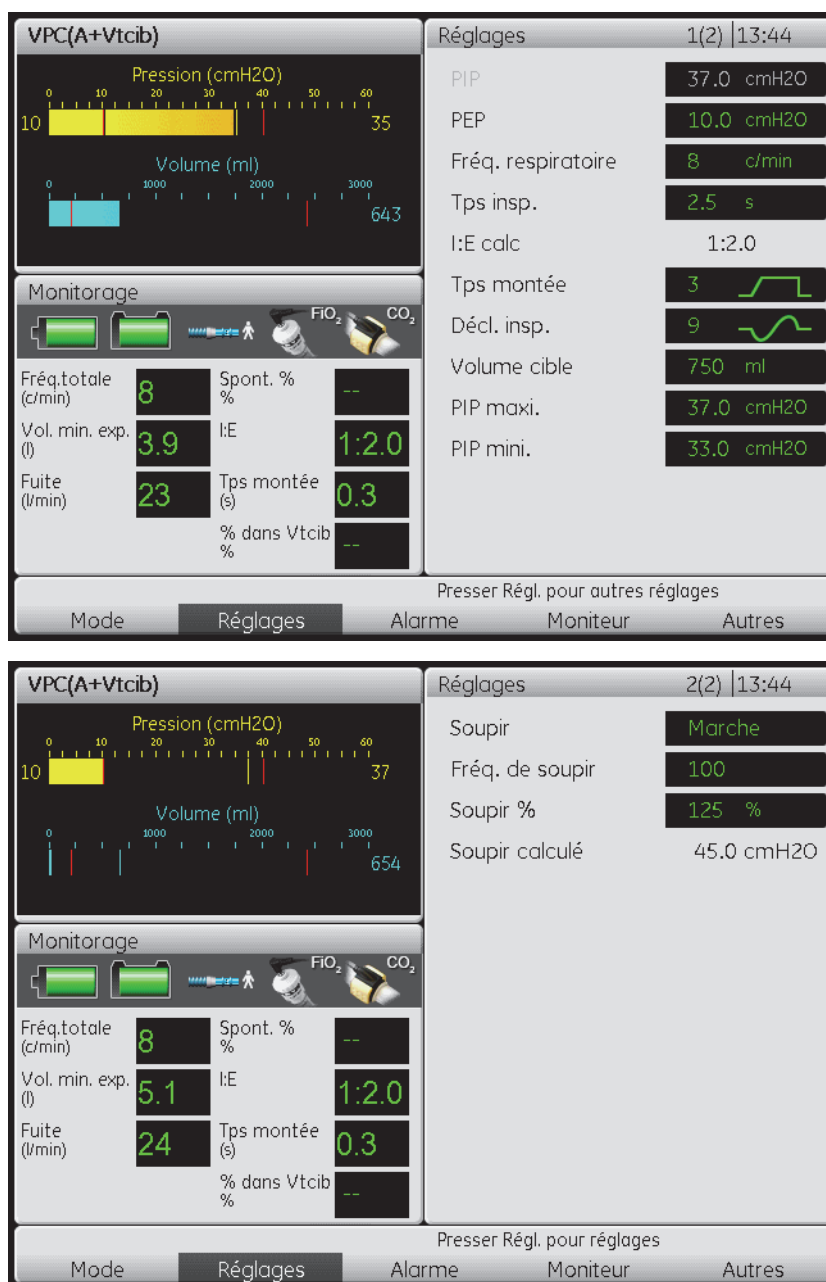 VPC(A+Vtcib)
Pression (cmH2O)
0 10 20 30 40 50 60
10 35
Volume (ml)
0 1000 2000 3000
643
Monitorage
FiO2 CO2
Fréq.totale (c/min) 8 Spont. % % --
Vol. min. exp. (l) 3.9 I:E 1:2.0
Fuite (l/min) 23 Tps montée (s) 0.3
% dans Vtcib % --
Réglages 1(2) 13:44
PIP 37.0 cmH2O
PEP 10.0 cmH2O
Fréq. respiratoire 8 c/min
Tps insp. 2.5 s
I:E calc 1:2.0
Tps montée 3
Décl. insp. 9
Volume cible 750 ml
PIP maxi. 37.0 cmH2O
PIP mini. 33.0 cmH2O
Presser Régl. pour autres réglages
Mode Réglages Alarme Moniteur Autres
VPC(A+Vtcib)
Pression (cmH2O)
0 10 20 30 40 50 60
10 37
Volume (ml)
0 1000 2000 3000
654
Monitorage
FiO2 CO2
Fréq.totale (c/min) 8 Spont. % % --
Vol. min. exp. (l) 5.1 I:E 1:2.0
Fuite (l/min) 24 Tps montée (s) 0.3
% dans Vtcib % --
Réglages 2(2) 13:44
Soupir Marche
Fréq. de soupir 100
Soupir % 125 %
Soupir calculé 45.0 cmH2O
Presser Régl. pour réglages
Mode Réglages Alarme Moniteur Autres